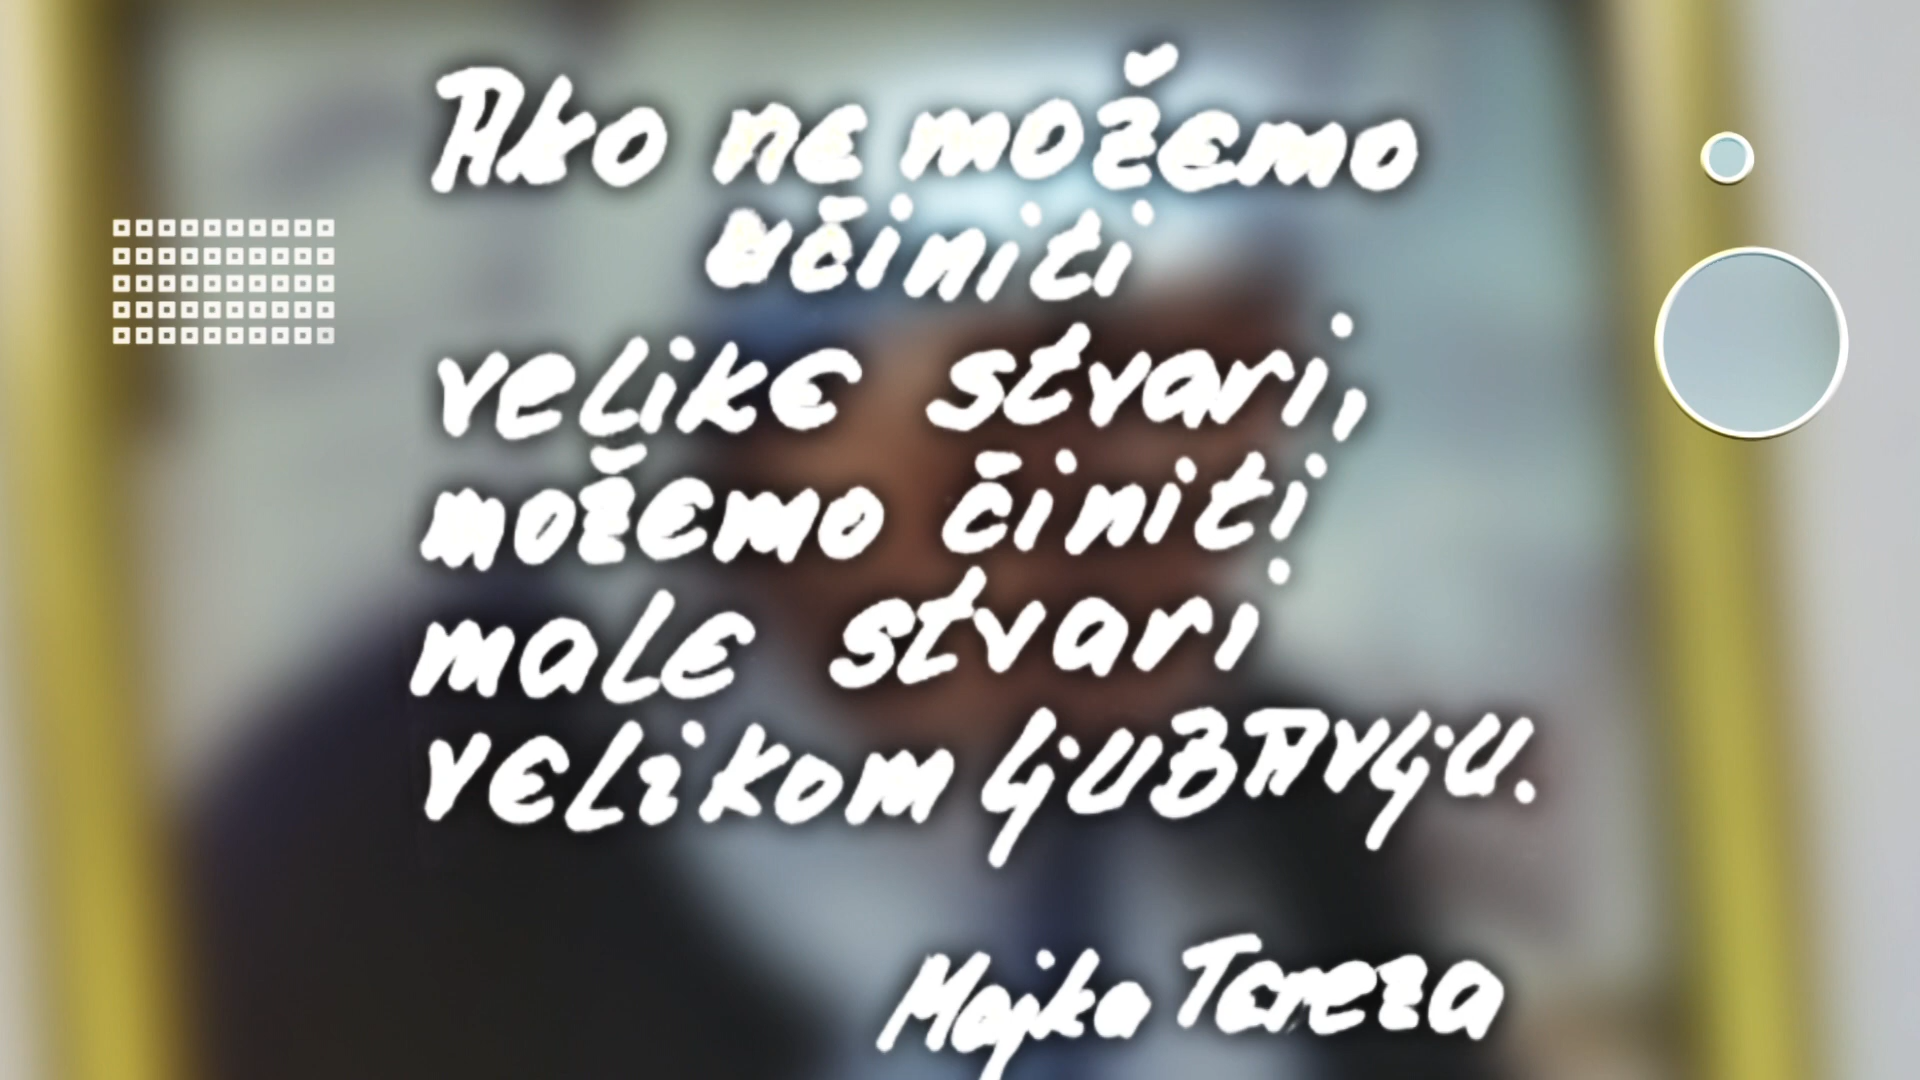 Ako ne možemo
učiniti
velike stvari,
možemo činiti
male stvari
velikom ljUBAVlju.
Majka Tereza